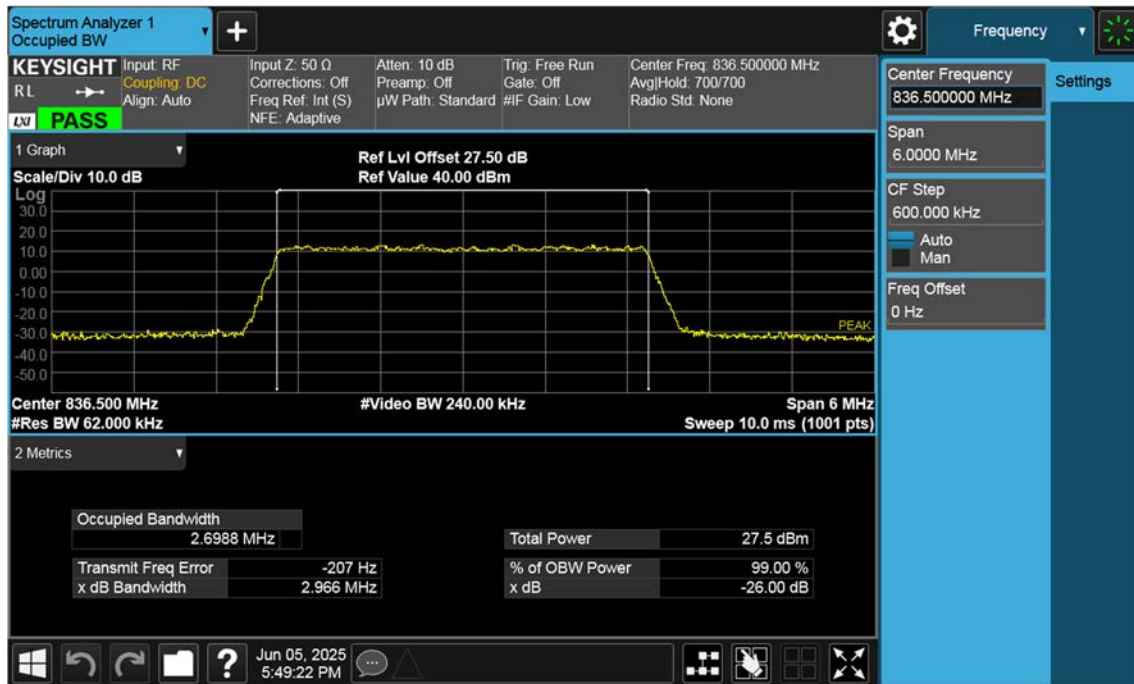 Spectrum Analyzer 1
Occupied BW
Frequency
KEYSIGHT
R L
LXI
PASS
Input: RF
Coupling: DC
Align: Auto
Input Z: 50 Ω
Corrections: Off
Freq Ref: Int (S)
NFE: Adaptive
Atten: 10 dB
Preamp: Off
µW Path: Standard
Trig: Free Run
Gate: Off
#IF Gain: Low
Center Freq: 836.500000 MHz
Avg|Hold: 700/700
Radio Std: None
Center Frequency
836.500000 MHz
Settings
Span
6.0000 MHz
CF Step
600.000 kHz
Auto
Man
Freq Offset
0 Hz
1 Graph
Scale/Div 10.0 dB
Ref Lvl Offset 27.50 dB
Ref Value 40.00 dBm
Log
30.0
20.0
10.0
0.00
-10.0
-20.0
-30.0
-40.0
-50.0
PEAK
Center 836.500 MHz
#Video BW 240.00 kHz
Span 6 MHz
#Res BW 62.000 kHz
Sweep 10.0 ms (1001 pts)
2 Metrics
Occupied Bandwidth
2.6988 MHz
Total Power 27.5 dBm
Transmit Freq Error -207 Hz
% of OBW Power 99.00 %
x dB Bandwidth 2.966 MHz
x dB -26.00 dB
Jun 05, 2025
5:49:22 PM